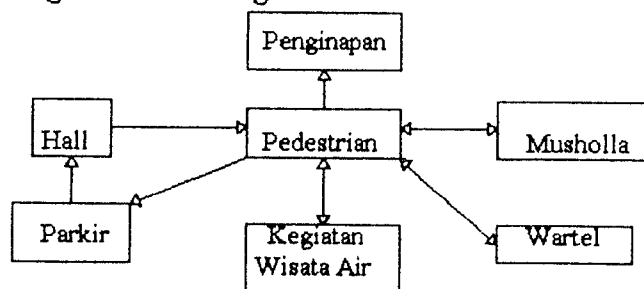 Penginapan
Hall
Pedestrian
Musholla
Parkir
Kegiatan
Wisata Air
Wartel